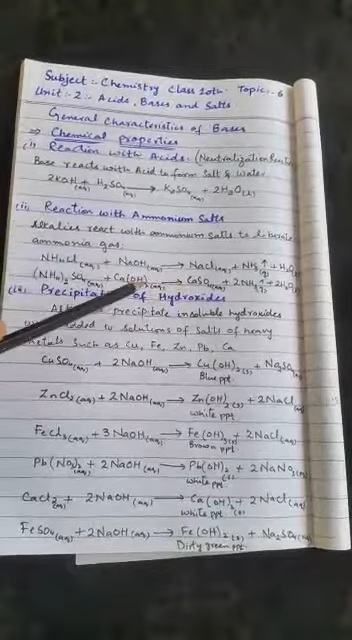 Subject:- Chemistry Class 10th. Topic:- 6
Unit:- 2:- Acids, Bases and Salts
General Characteristics of Bases
⇒ Chemical properties
(i) Reaction with Acids. (Neutralization
Base reacts with Acid to form Salt & water.
2KOH(aq) + H₂SO₄(aq) → K₂SO₄(aq) + 2H₂O(l)
(ii) Reaction with Ammonium Salts
Alkalies react with ammonium salts to liberate
ammonia gas.
NH₄Cl(aq) + NaOH(aq) → NaCl(aq) + NH₃↑(g) + H₂O
(NH₄)₂SO₄(aq) + Ca(OH)₂(aq) → CaSO₄(aq) + 2NH₃↑(g) + 2H₂O
(iii) Precipitation of Hydroxides
precipitate insoluble hydroxides
added to solutions of salts of heavy
metals such as Cu, Fe, Zn, Pb, Ca
CuSO₄(aq) + 2NaOH(aq) → Cu(OH)₂(s) + Na₂SO₄(aq)
Blue ppt.
ZnCl₂(aq) + 2NaOH(aq) → Zn(OH)₂(s) + 2NaCl(aq)
white ppt.
FeCl₃(aq) + 3NaOH(aq) → Fe(OH)₃(s) + 2NaCl(aq)
Brown ppt.
Pb(NO₃)₂ + 2NaOH(aq) → Pb(OH)₂(s) + 2NaNO₃(aq)
white ppt.
CaCl₂(aq) + 2NaOH(aq) → Ca(OH)₂(s) + 2NaCl(aq)
white ppt.
FeSO₄(aq) + 2NaOH(aq) → Fe(OH)₂(s) + Na₂SO₄(aq)
Dirty green ppt.